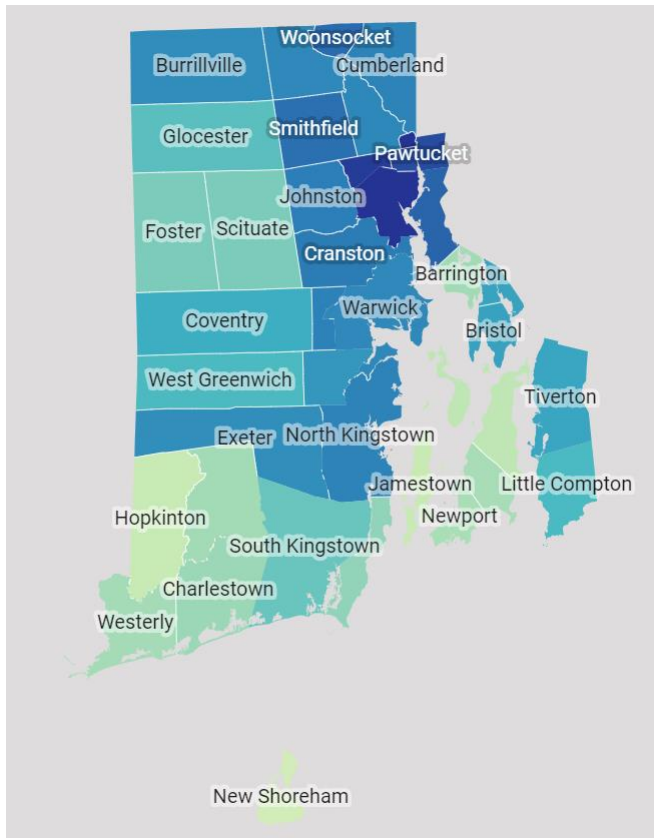 Woonsocket
Burrillville
Cumberland
Smithfield
Glocester
Pawtucket
Johnston
Foster
Scituate
Cranston
Barrington
Warwick
Coventry
Bristol
West Greenwich
Tiverton
Exeter
North Kingstown
Jamestown
Little Compton
Hopkinton
Newport
South Kingstown
Charlestown
Westerly
New Shoreham